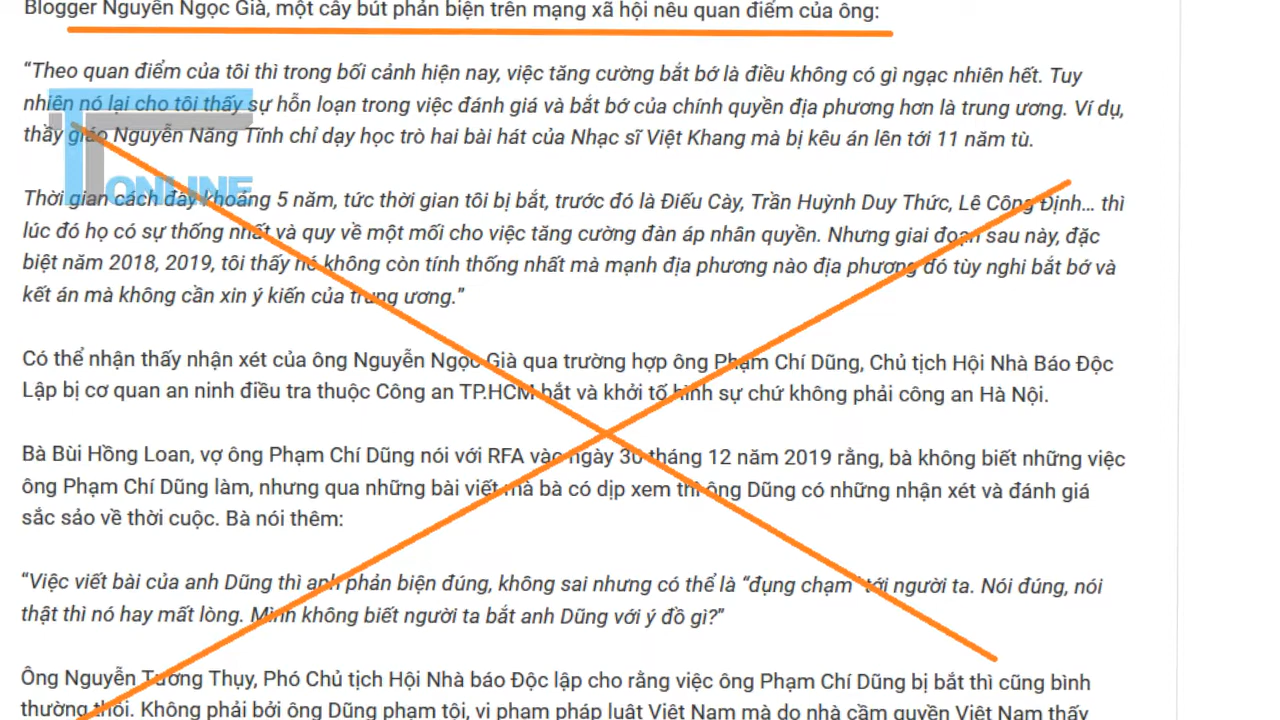 Blogger Nguyễn Ngọc Già, một cây bút phản biện trên mạng xã hội nêu quan điểm của ông:
“Theo quan điểm của tôi thì trong bối cảnh hiện nay, việc tăng cường bắt bớ là điều không có gì ngạc nhiên hết. Tuy
nhiên nó lại cho tôi thấy sự hỗn loạn trong việc đánh giá và bắt bớ của chính quyền địa phương hơn là trung ương. Ví dụ,
thầy giáo Nguyễn Năng Tĩnh chỉ dạy học trò hai bài hát của Nhạc sĩ Việt Khang mà bị kêu án lên tới 11 năm tù.
TT ONLINE
Thời gian cách đây khoảng 5 năm, tức thời gian tôi bị bắt, trước đó là Điếu Cày, Trần Huỳnh Duy Thức, Lê Công Định… thì
lúc đó họ có sự thống nhất và quy về một mối cho việc tăng cường đàn áp nhân quyền. Nhưng giai đoạn sau này, đặc
biệt năm 2018, 2019, tôi thấy nó không còn tính thống nhất mà mạnh địa phương nào địa phương đó tùy nghi bắt bớ và
kết án mà không cần xin ý kiến của trung ương.”
Có thể nhận thấy nhận xét của ông Nguyễn Ngọc Già qua trường hợp ông Phạm Chí Dũng, Chủ tịch Hội Nhà Báo Độc
Lập bị cơ quan an ninh điều tra thuộc Công an TP.HCM bắt và khởi tố hình sự chứ không phải công an Hà Nội.
Bà Bùi Hồng Loan, vợ ông Phạm Chí Dũng nói với RFA vào ngày 30 tháng 12 năm 2019 rằng, bà không biết những việc
ông Phạm Chí Dũng làm, nhưng qua những bài viết mà bà có dịp xem thì ông Dũng có những nhận xét và đánh giá
sắc sảo về thời cuộc. Bà nói thêm:
“Việc viết bài của anh Dũng thì anh phản biện đúng, không sai nhưng có thể là “đụng chạm” tới người ta. Nói đúng, nói
thật thì nó hay mất lòng. Mình không biết người ta bắt anh Dũng với ý đồ gì?”
Ông Nguyễn Tường Thụy, Phó Chủ tịch Hội Nhà báo Độc lập cho rằng việc ông Phạm Chí Dũng bị bắt thì cũng bình
thường thôi. Không phải bởi ông Dũng phạm tội, vi phạm pháp luật Việt Nam mà do nhà cầm quyền Việt Nam thấy